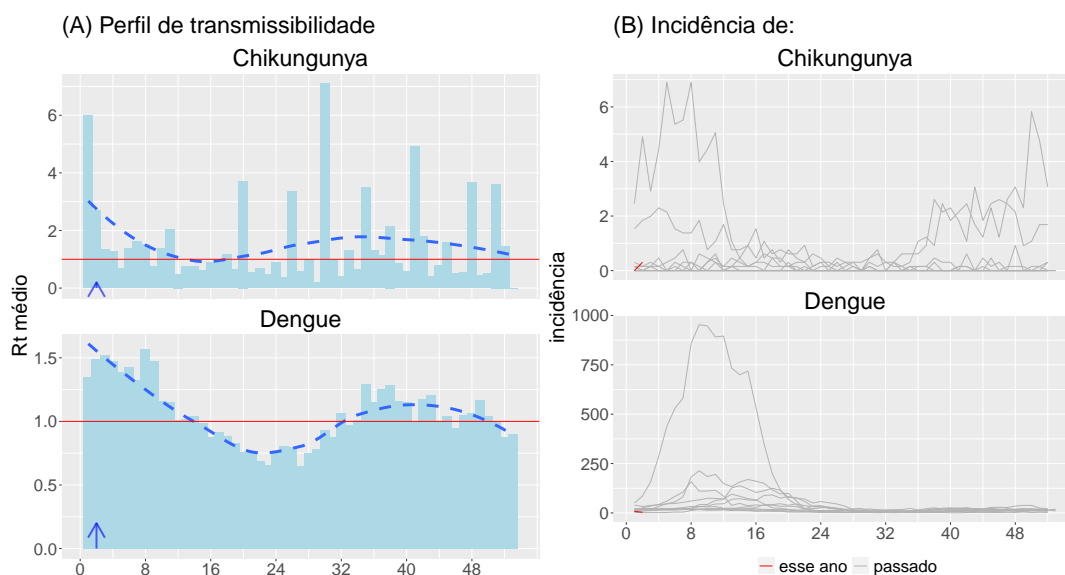 (A) Perfil de transmissibilidade
Chikungunya
6
4
2
0
Rt médio
Dengue
1.5
1.0
0.5
0.0
0 8 16 24 32 40 48
(B) Incidência de:
Chikungunya
6
4
2
0
incidência
Dengue
1000
750
500
250
0
0 8 16 24 32 40 48
esse ano passado